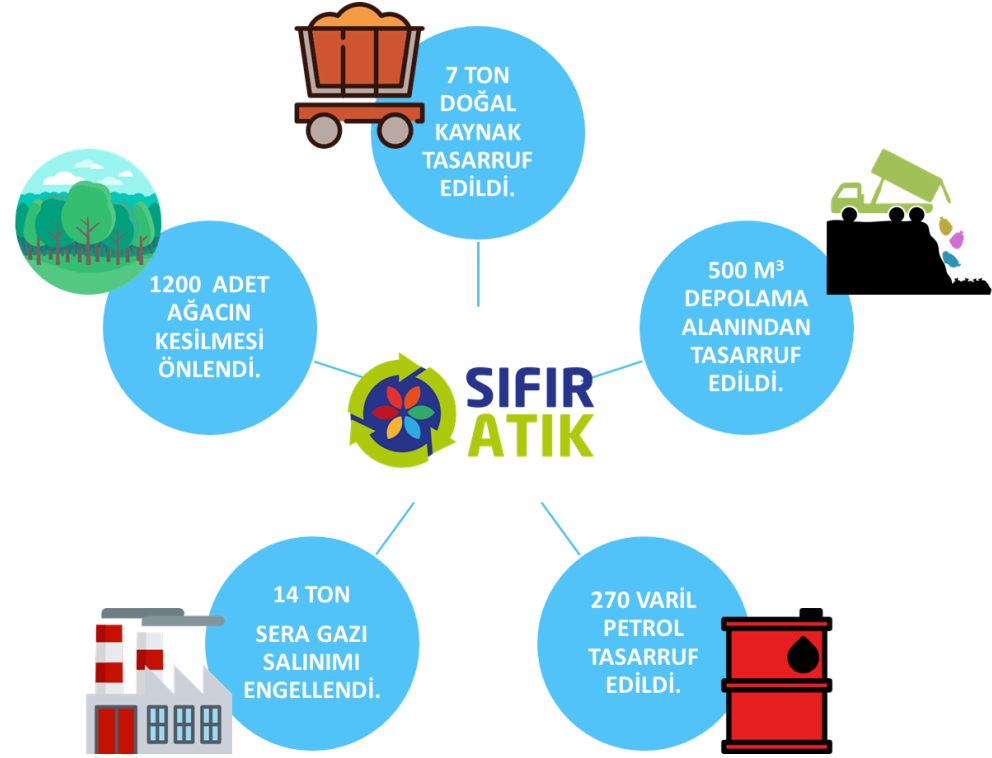 7 TON
DOĞAL
KAYNAK
TASARRUF
EDİLDİ.
1200 ADET
AĞACIN
KESİLMESİ
ÖNLENDİ.
500 M³
DEPOLAMA
ALANINDAN
TASARRUF
EDİLDİ.
SIFIR
ATIK
14 TON
SERA GAZI
SALINIMI
ENGELLENDİ.
270 VARİL
PETROL
TASARRUF
EDİLDİ.